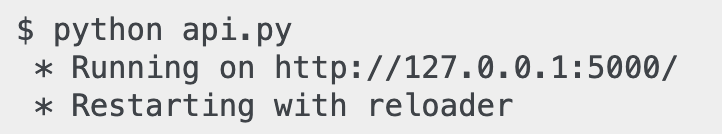 $ python api.py
 * Running on http://127.0.0.1:5000/
 * Restarting with reloader